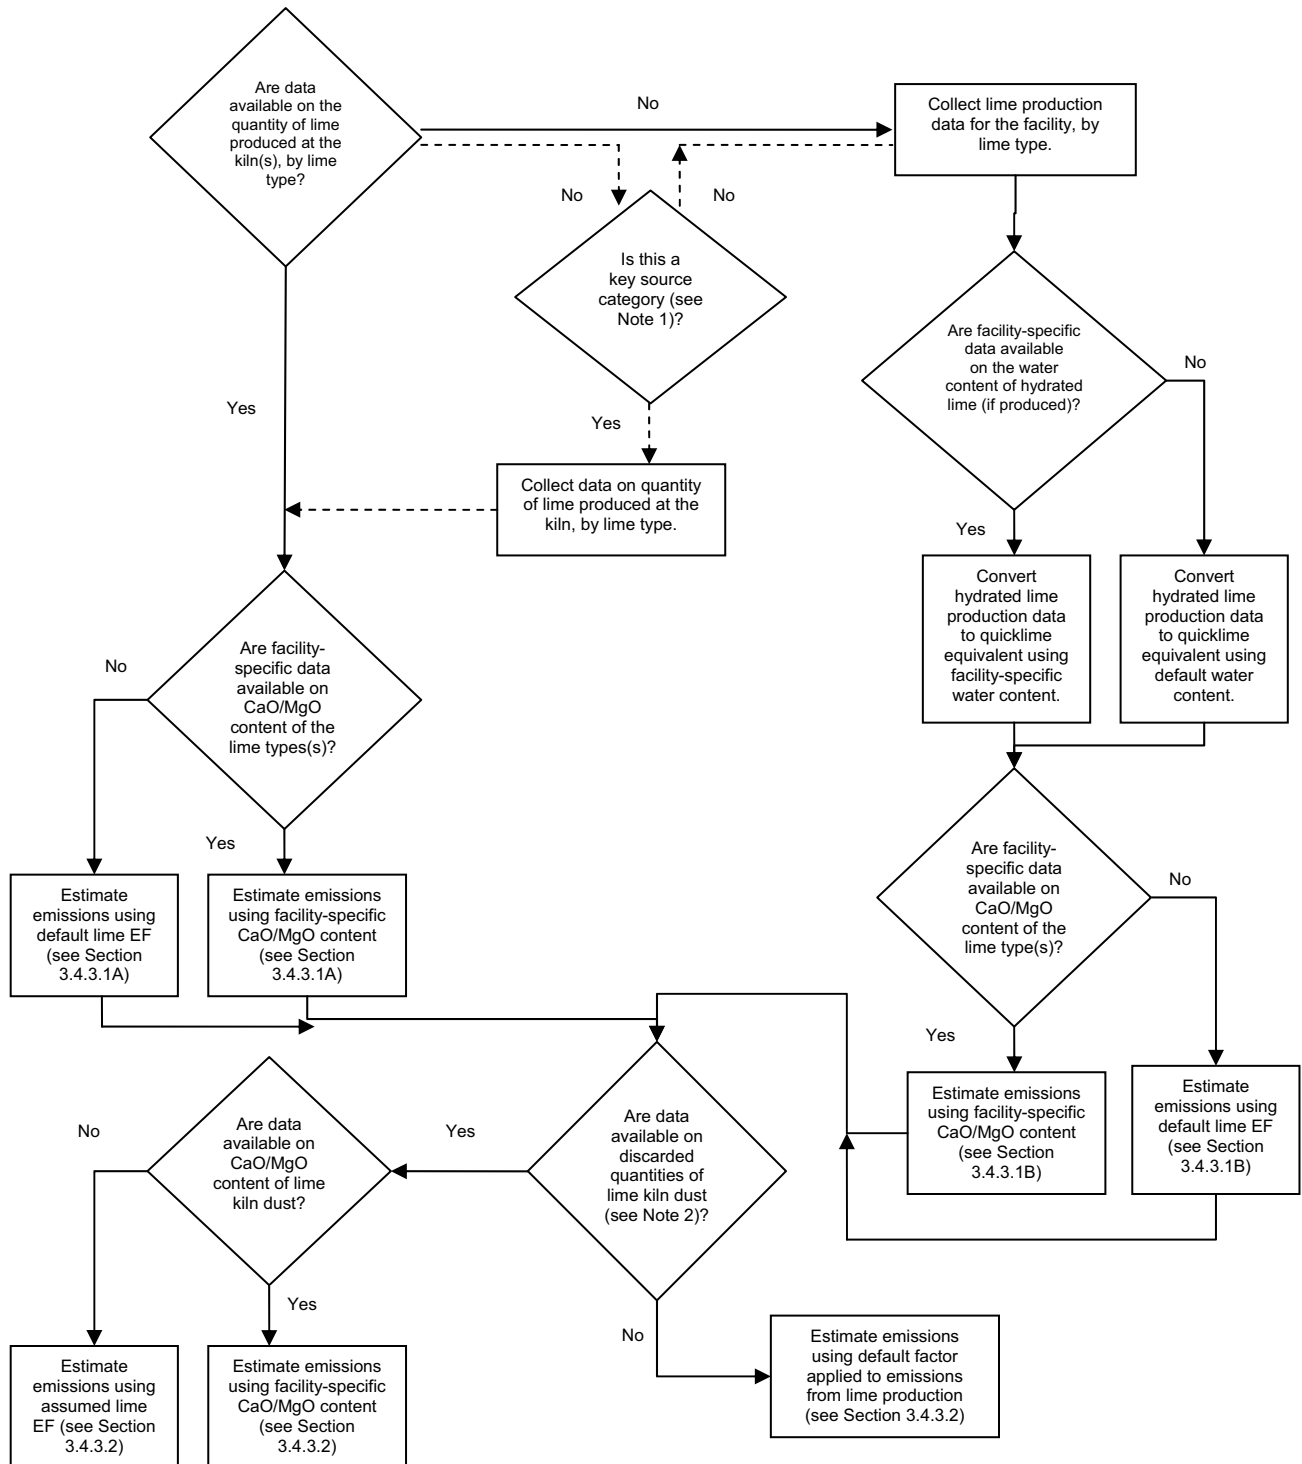 Are data
available on the
quantity of lime
produced at the
kiln(s), by lime
type?
No
Collect lime production
data for the facility, by
lime type.
No
No
Is this a
key source
category (see
Note 1)?
Are facility-specific
data available
on the water
content of hydrated
lime (if produced)?
No
Yes
Yes
Collect data on quantity
of lime produced at the
kiln, by lime type.
Yes
Convert
hydrated lime
production data
to quicklime
equivalent using
facility-specific
water content.
Convert
hydrated lime
production data
to quicklime
equivalent using
default water
content.
No
Are facility-
specific data
available on
CaO/MgO
content of the
lime types(s)?
Yes
Are facility-
specific data
available on
CaO/MgO
content of the
lime type(s)?
No
Estimate
emissions using
default lime EF
(see Section
3.4.3.1A)
Estimate emissions
using facility-specific
CaO/MgO content
(see Section
3.4.3.1A)
Yes
Estimate emissions
using facility-specific
CaO/MgO content
(see Section
3.4.3.1B)
Estimate
emissions using
default lime EF
(see Section
3.4.3.1B)
No
Are data
available on
CaO/MgO
content of lime
kiln dust?
Yes
Are data
available on
discarded
quantities of
lime kiln dust
(see Note 2)?
Yes
No
Estimate
emissions using
assumed lime
EF (see Section
3.4.3.2)
Estimate emissions
using facility-specific
CaO/MgO content
(see Section
3.4.3.2)
Estimate emissions
using default factor
applied to emissions
from lime production
(see Section 3.4.3.2)